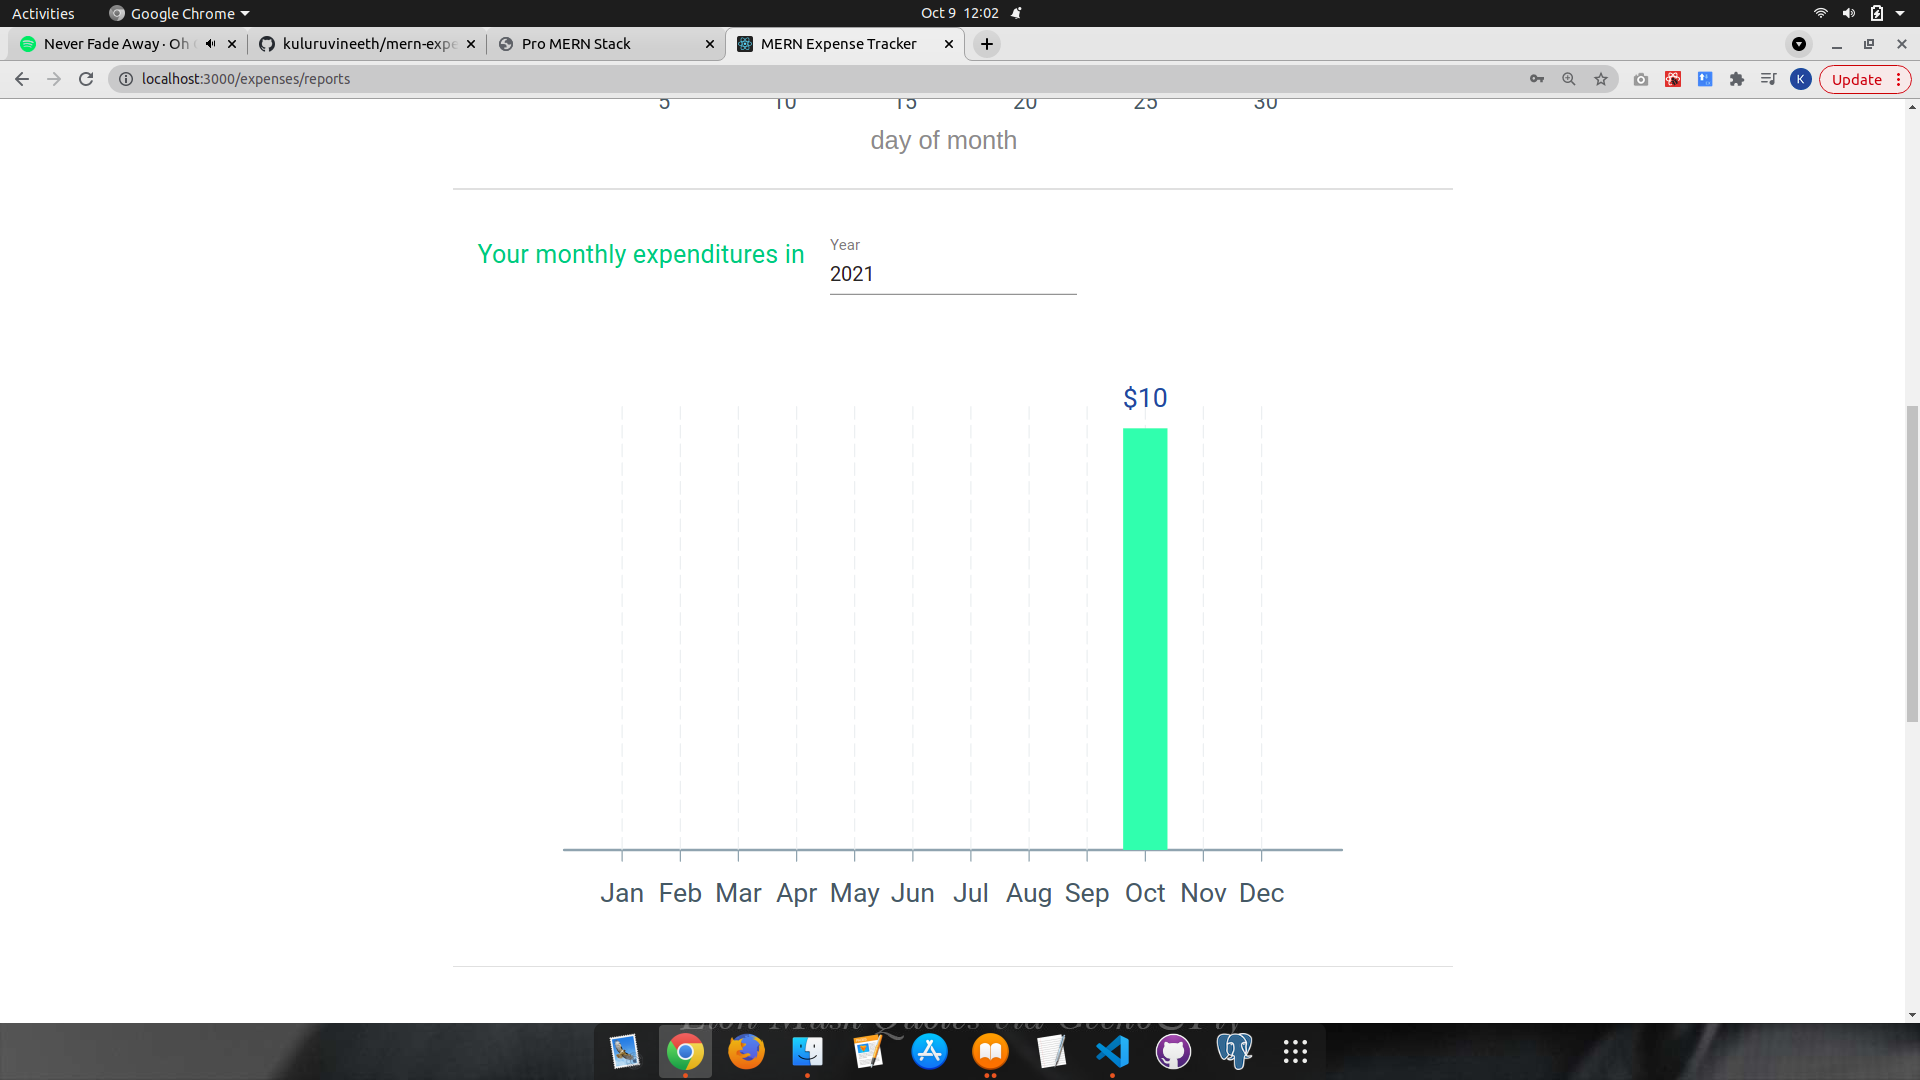 Activities Google Chrome Oct 9 12:02
Never Fade Away · Oh kuluruvineeth/mern-expe Pro MERN Stack MERN Expense Tracker
localhost:3000/expenses/reports K Update
5 10 15 20 25 30
day of month
Your monthly expenditures in
Year
2021
$10
Jan Feb Mar Apr May Jun Jul Aug Sep Oct Nov Dec